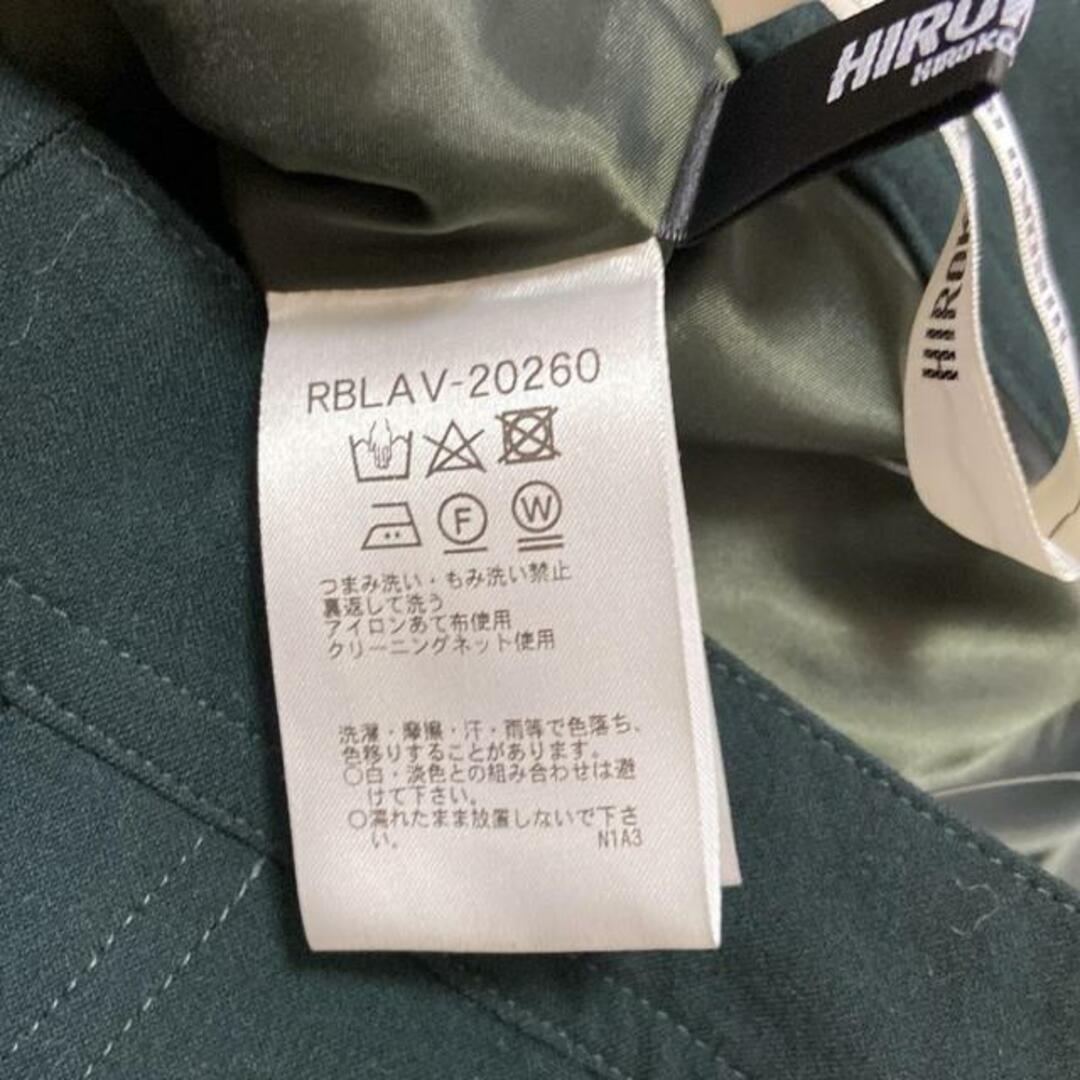 RBLAV-20260
F W
つまみ洗い・もみ洗い禁止
裏返して洗う
アイロンあて布使用
クリーニングネット使用
洗濯・摩擦・汗・雨等で色落ち、
色移りすることがあります。
○白・淡色との組み合わせは避
けて下さい。
○濡れたまま放置しないで下さ
い。 N1A3